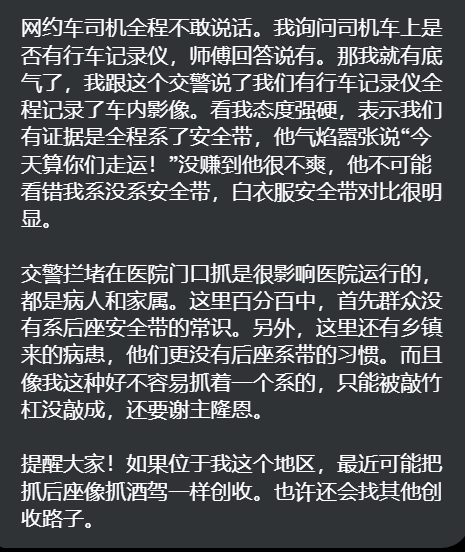 网约车司机全程不敢说话。我询问司机车上是
否有行车记录仪，师傅回答说有。那我就有底
气了，我跟这个交警说了我们有行车记录仪全
程记录了车内影像。看我态度强硬，表示我们
有证据是全程系了安全带，他气焰嚣张说“今
天算你们走运！”没赚到他很不爽，他不可能
看错我系没系安全带，白衣服安全带对比很明
显。
交警拦堵在医院门口抓是很影响医院运行的，
都是病人和家属。这里百分百中，首先群众没
有系后座安全带的常识。另外，这里还有乡镇
来的病患，他们更没有后座系带的习惯。而且
像我这种好不容易抓着一个系的，只能被敲竹
杠没敲成，还要谢主隆恩。
提醒大家！如果位于我这个地区，最近可能把
抓后座像抓酒驾一样创收。也许还会找其他创
收路子。